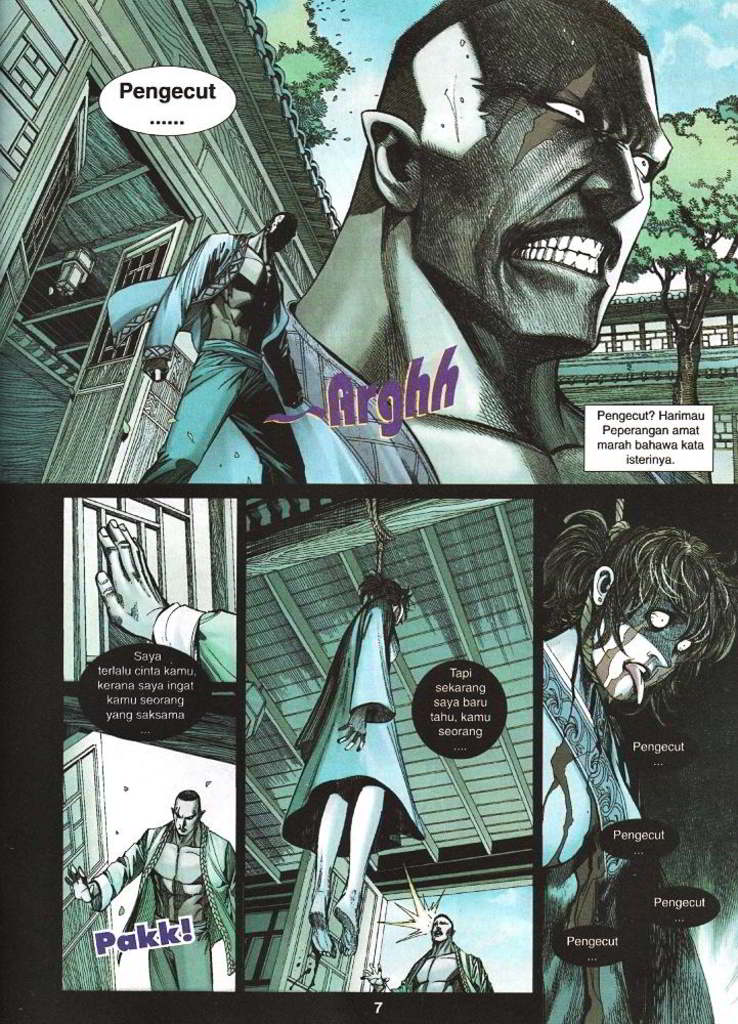 Pengecut
......
Arghh
Pengecut? Harimau
Peperangan amat
marah bahawa kata
isterinya.
Saya
terlalu cinta kamu,
kerana saya ingat
kamu seorang
yang saksama
...
Pakk!
Tapi
sekarang
saya baru
tahu, kamu
seorang
....
Pengecut
...
Pengecut
...
Pengecut
...
Pengecut
...
7